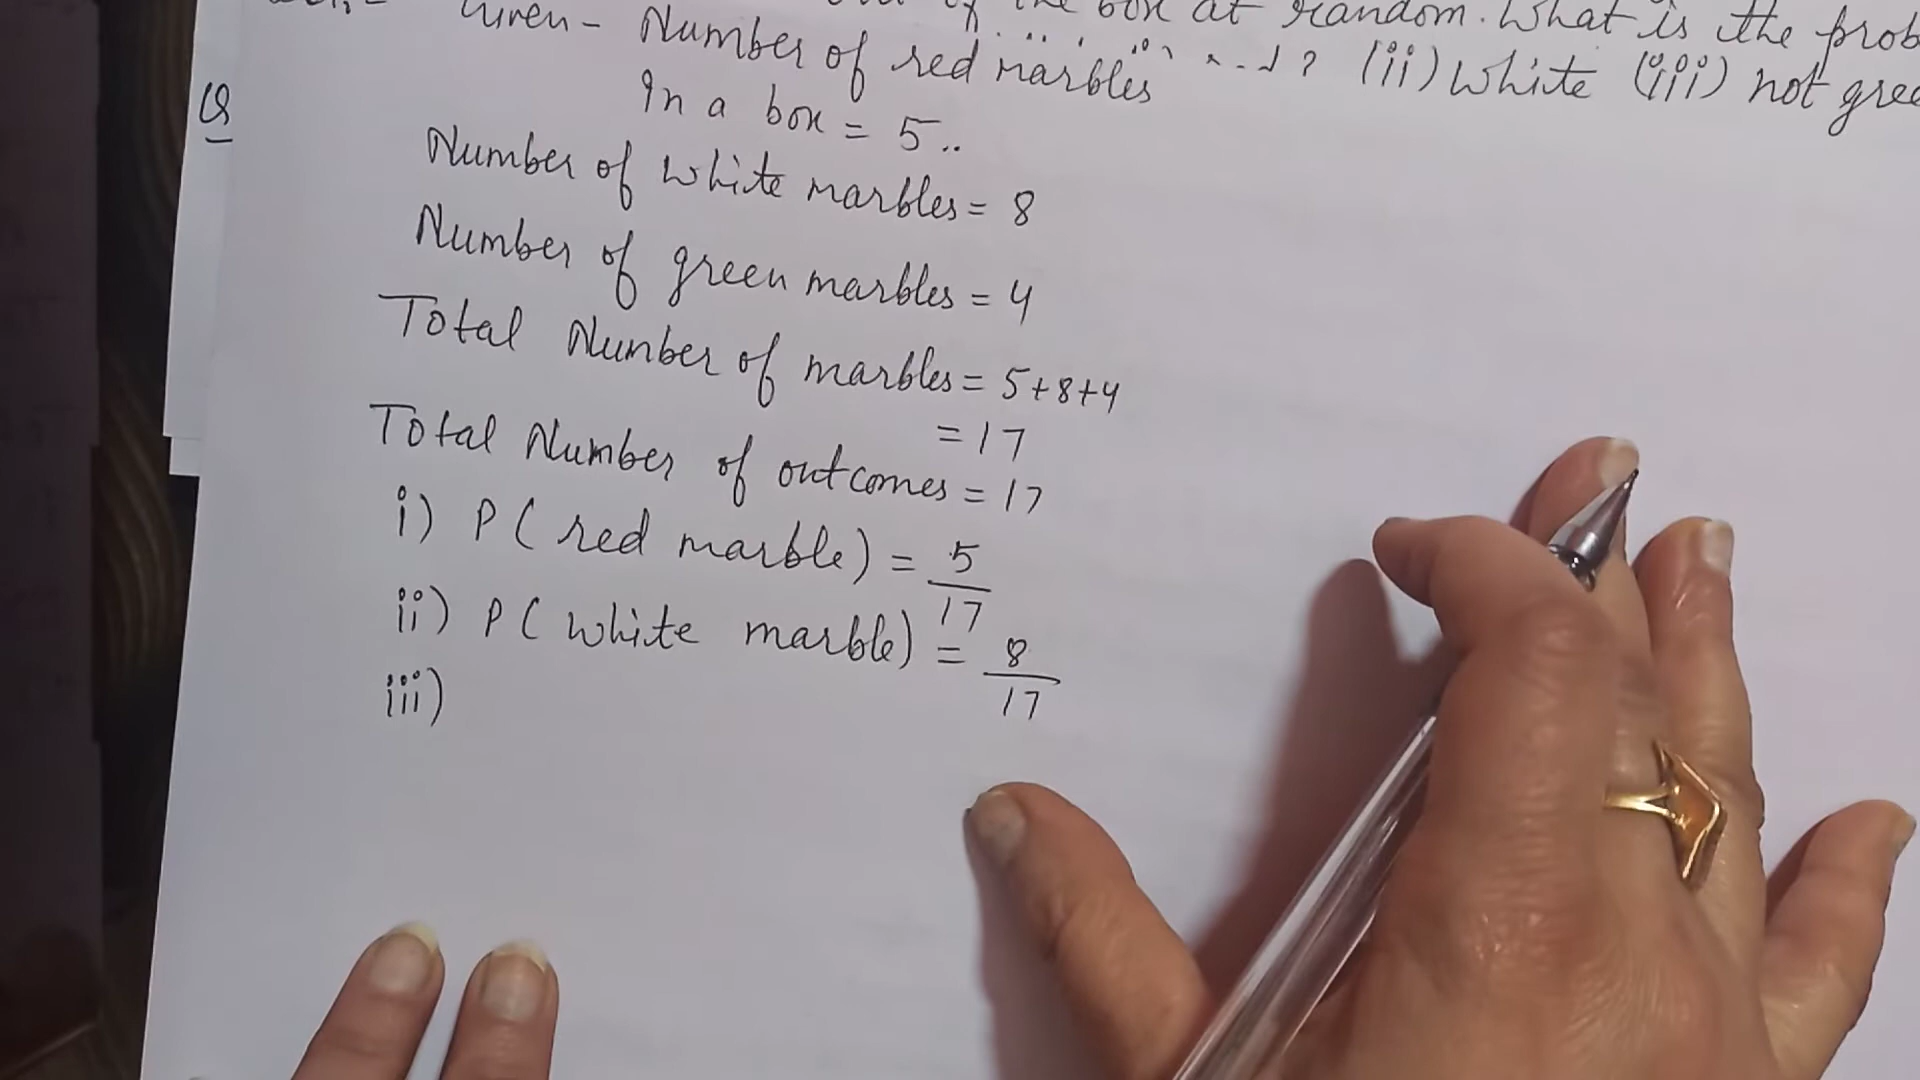 of the box at random. What is the prob
Given - Number of red marbles ? (ii) White (iii) not gree
Q
In a box = 5..
Number of white marbles = 8
Number of green marbles = 4
Total Number of marbles = 5+8+4
= 17
Total Number of outcomes = 17
i) P( red marble) = 5/17
ii) P( white marble) = 8/17
iii)